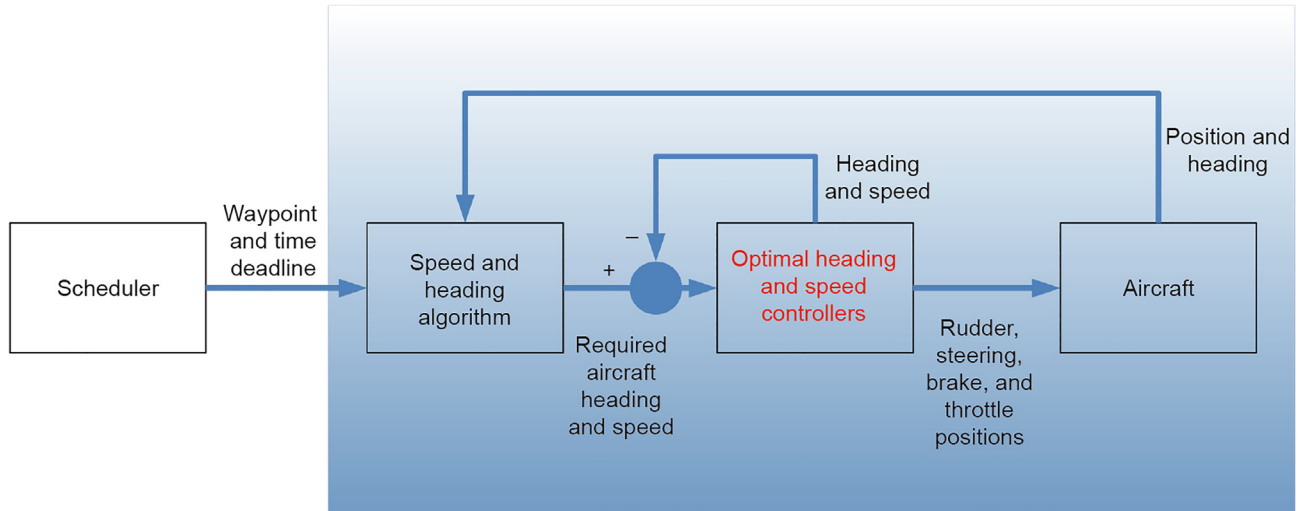 Position and
heading
Heading
and speed
Waypoint
and time
deadline
–
Scheduler
Speed and
heading
algorithm
+
Optimal heading
and speed
controllers
Aircraft
Required
aircraft
heading
and speed
Rudder,
steering,
brake, and
throttle
positions